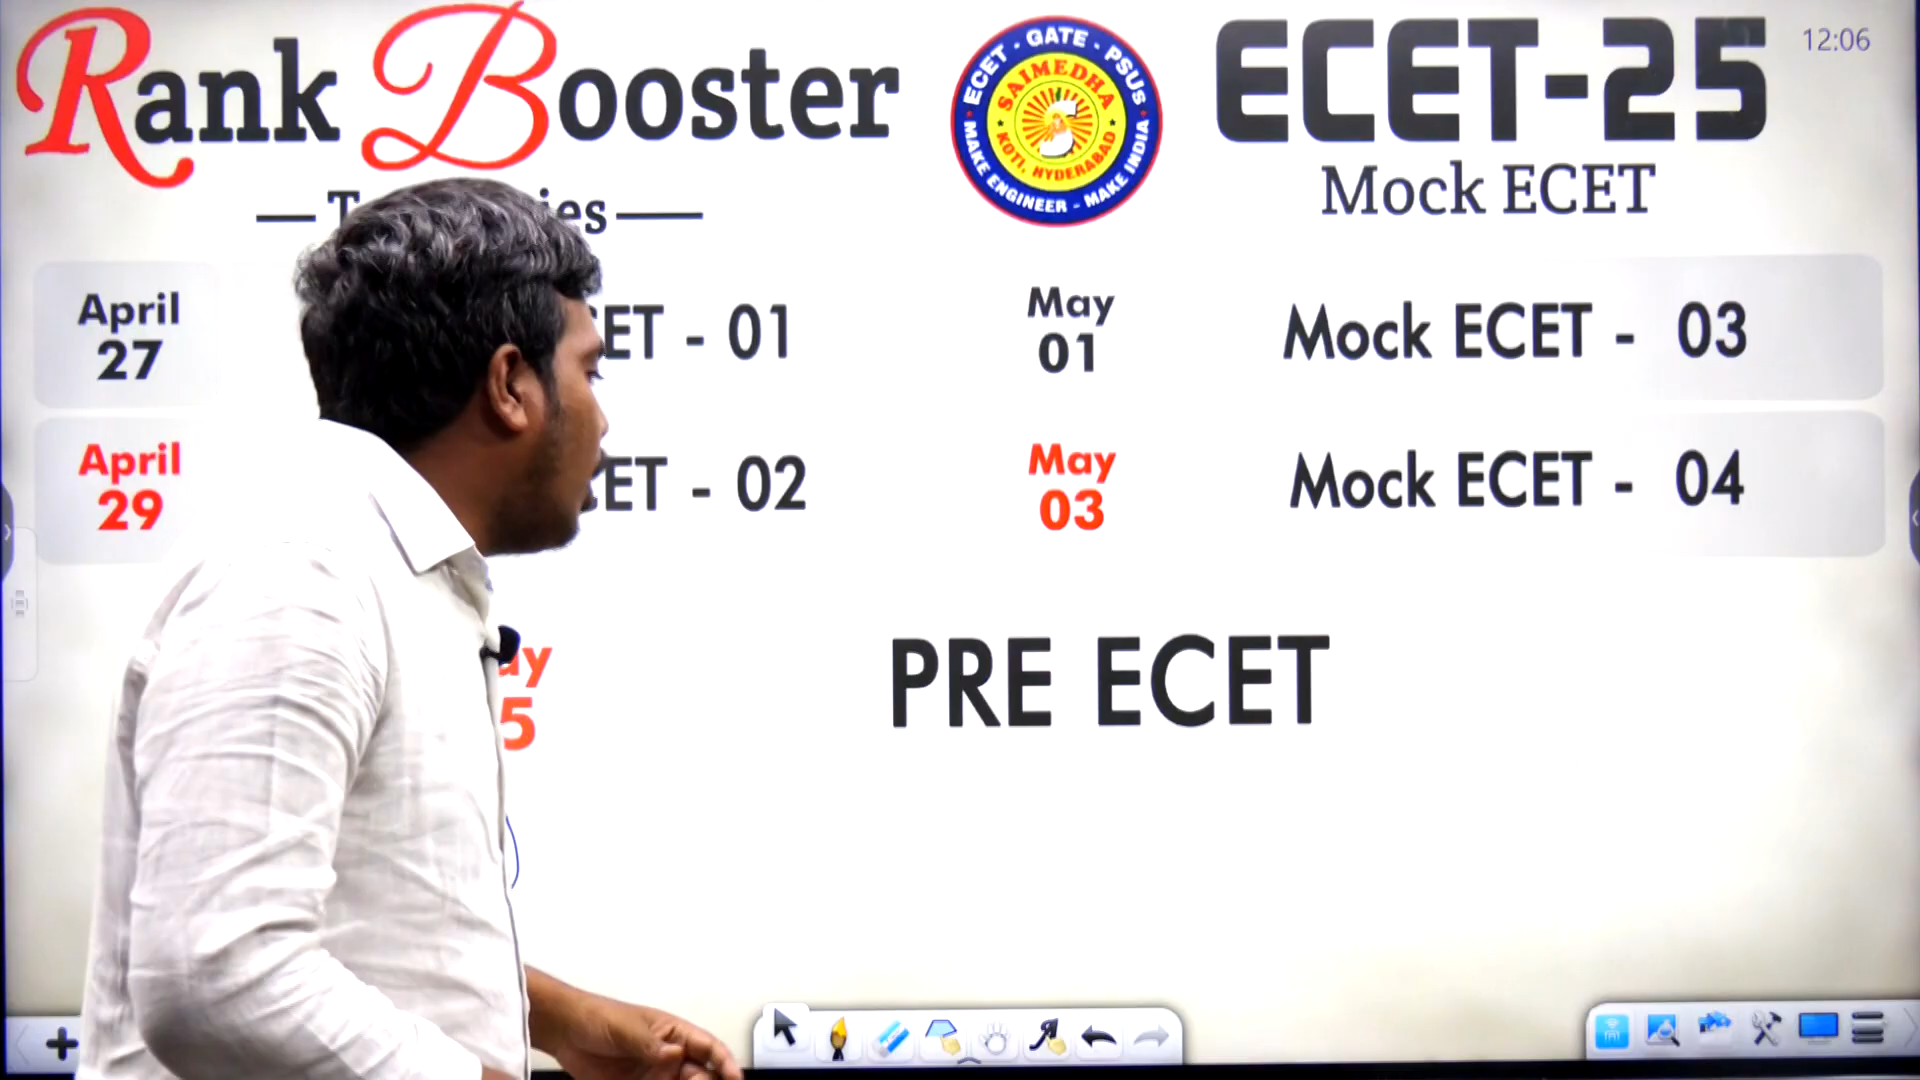 Rank Booster
ECET - GATE - PSUS
SAIMEDHA
KOTI, HYDERABAD
MAKE ENGINEER - MAKE INDIA
ECET-25
12:06
Mock ECET
April
27
ET - 01
May
01
Mock ECET - 03
April
29
ET - 02
May
03
Mock ECET - 04
ay
5
PRE ECET